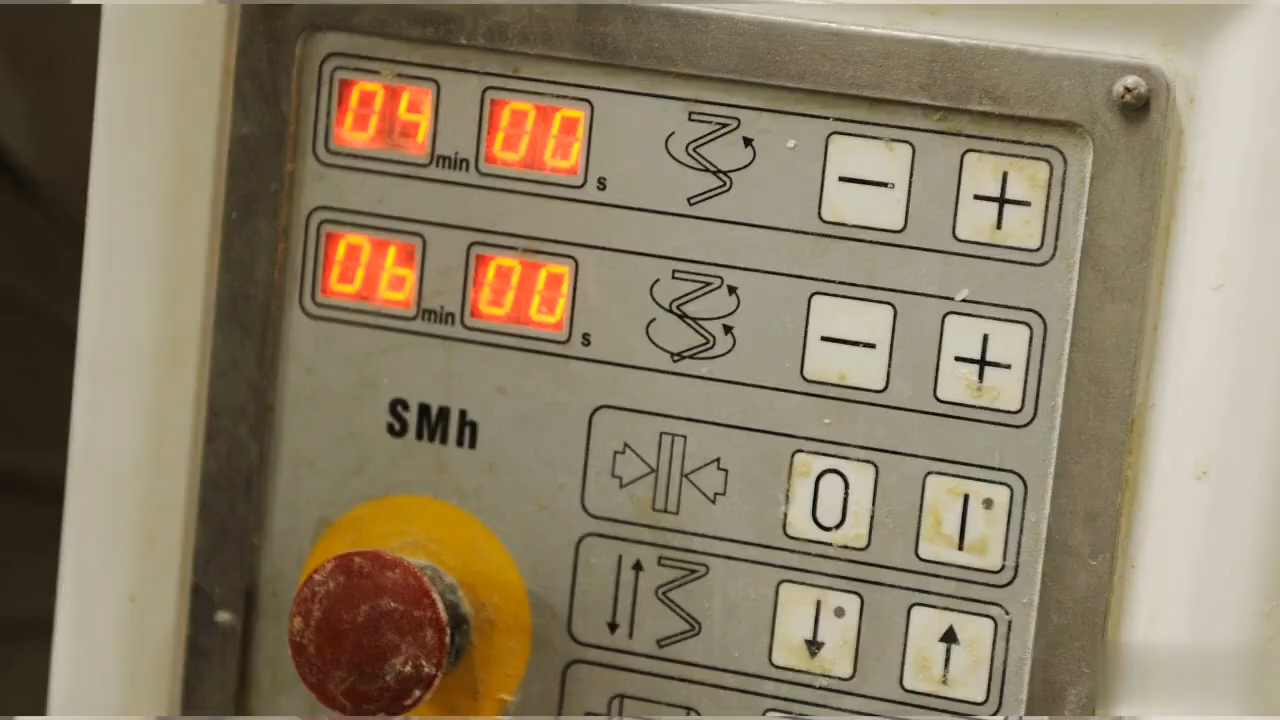 04 min 00 s
− +
06 min 00 s
− +
SMh
0 I